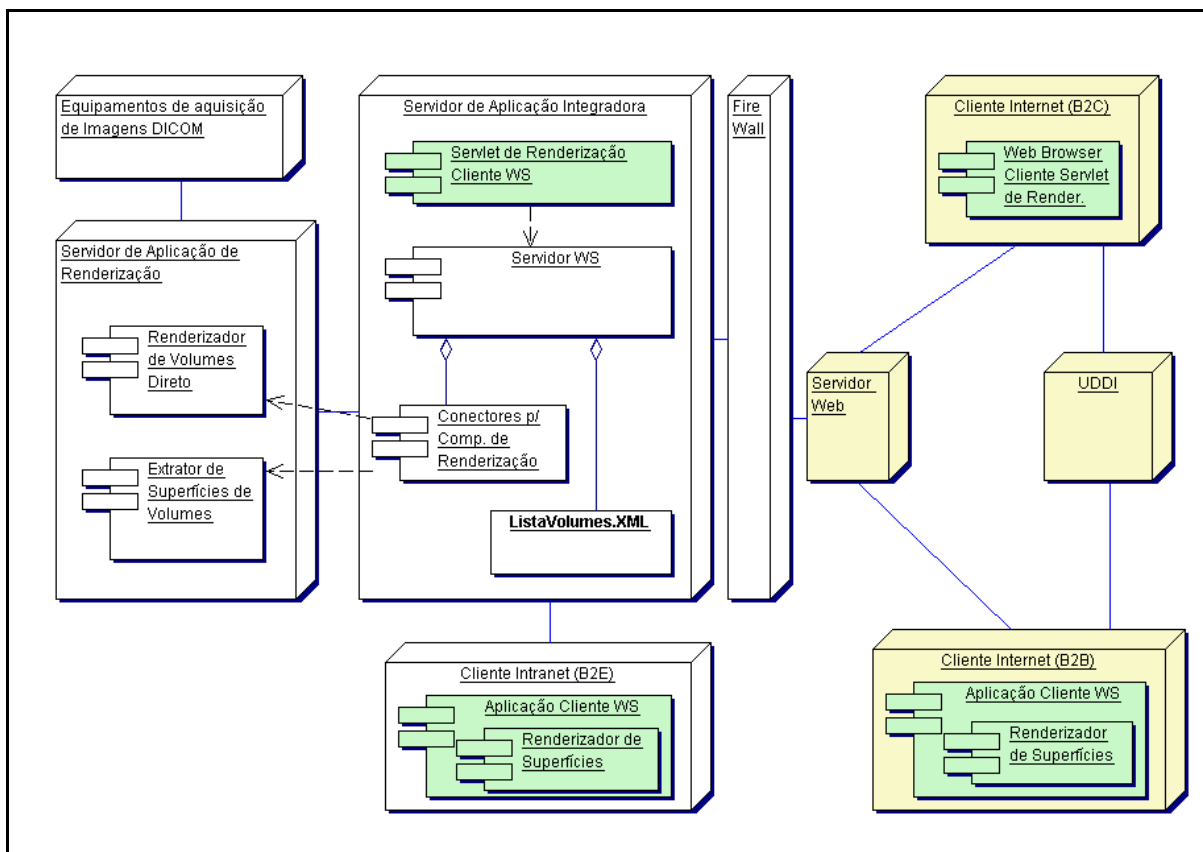 Equipamentos de aquisição
de Imagens DICOM
Servidor de Aplicação de
Renderização
Renderizador
de Volumes
Direto
Extrator de
Superfícies de
Volumes
Servidor de Aplicação Integradora
Servlet de Renderização
Cliente WS
Servidor WS
Conectores p/
Comp. de
Renderização
ListaVolumes.XML
Fire
Wall
Cliente Internet (B2C)
Web Browser
Cliente Servlet
de Render.
Servidor
Web
UDDI
Cliente Intranet (B2E)
Aplicação Cliente WS
Renderizador de
Superfícies
Cliente Internet (B2B)
Aplicação Cliente WS
Renderizador
de Superfícies